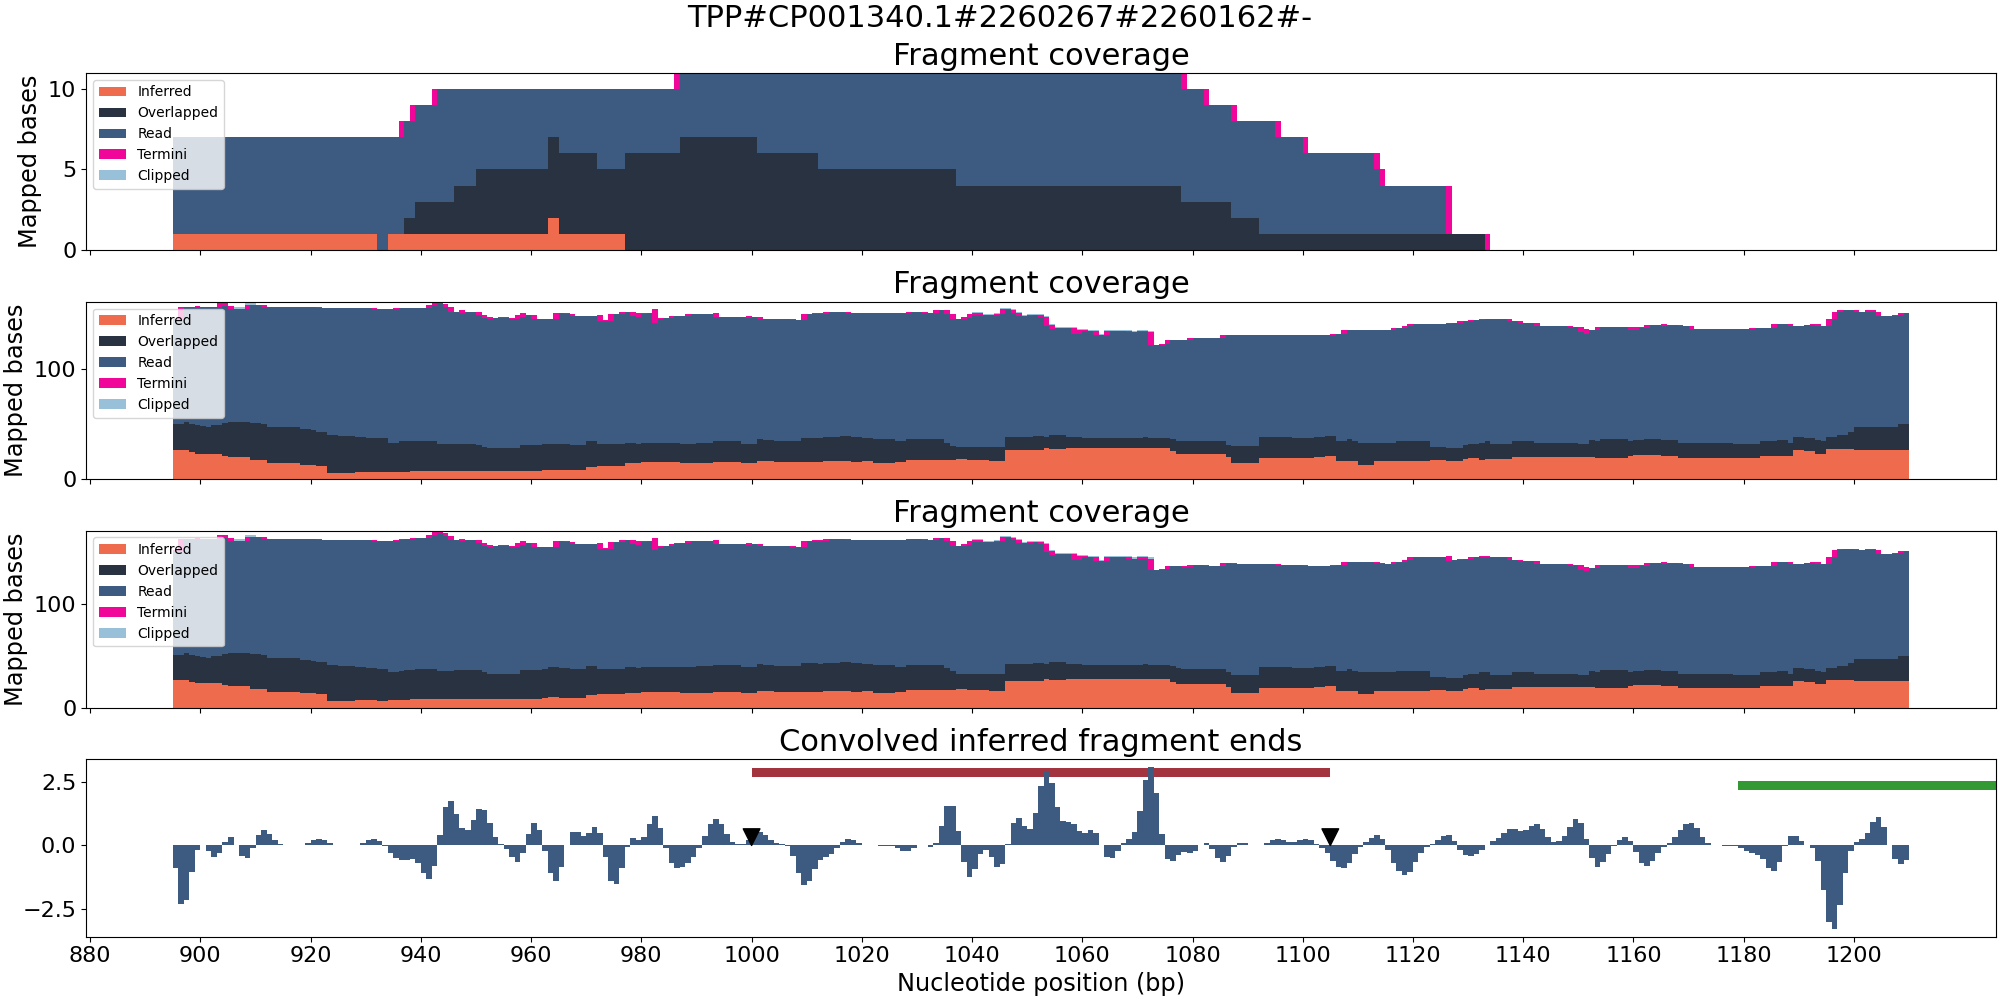 TPP#CP001340.1#2260267#2260162#-
Fragment coverage
Mapped bases
10
5
0
Inferred
Overlapped
Read
Termini
Clipped
Fragment coverage
Mapped bases
100
0
Inferred
Overlapped
Read
Termini
Clipped
Fragment coverage
Mapped bases
100
0
Inferred
Overlapped
Read
Termini
Clipped
Convolved inferred fragment ends
2.5
0.0
−2.5
880 900 920 940 960 980 1000 1020 1040 1060 1080 1100 1120 1140 1160 1180 1200
Nucleotide position (bp)